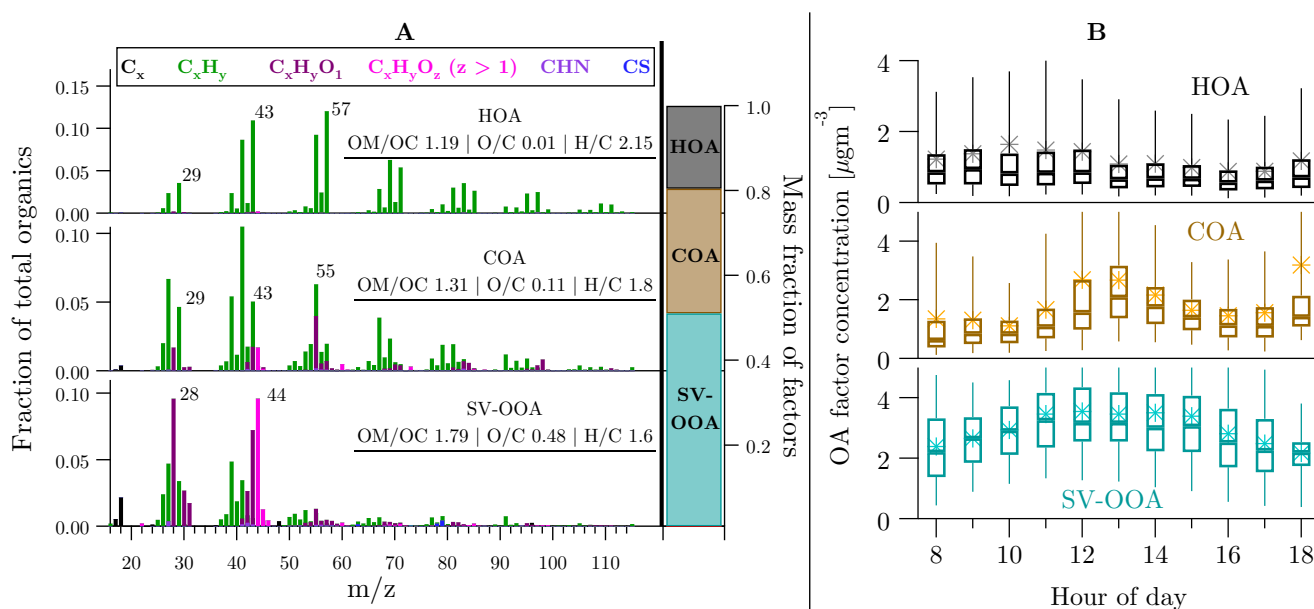 A
B
C_x C_xH_y C_xH_yO_1 C_xH_yO_z (z > 1) CHN CS
Fraction of total organics
0.15
0.10
0.05
0.00
29
43
57
HOA
OM/OC 1.19 | O/C 0.01 | H/C 2.15
0.10
0.05
0.00
29
43
55
COA
OM/OC 1.31 | O/C 0.11 | H/C 1.8
0.10
0.05
0.00
28
44
SV-OOA
OM/OC 1.79 | O/C 0.48 | H/C 1.6
20 30 40 50 60 70 80 90 100 110
m/z
HOA
COA
SV-
OOA
1.0
0.8
0.6
0.4
0.2
Mass fraction of factors
OA factor concentration [µgm⁻³]
4
2
0
HOA
4
2
0
COA
4
2
0
SV-OOA
8 10 12 14 16 18
Hour of day